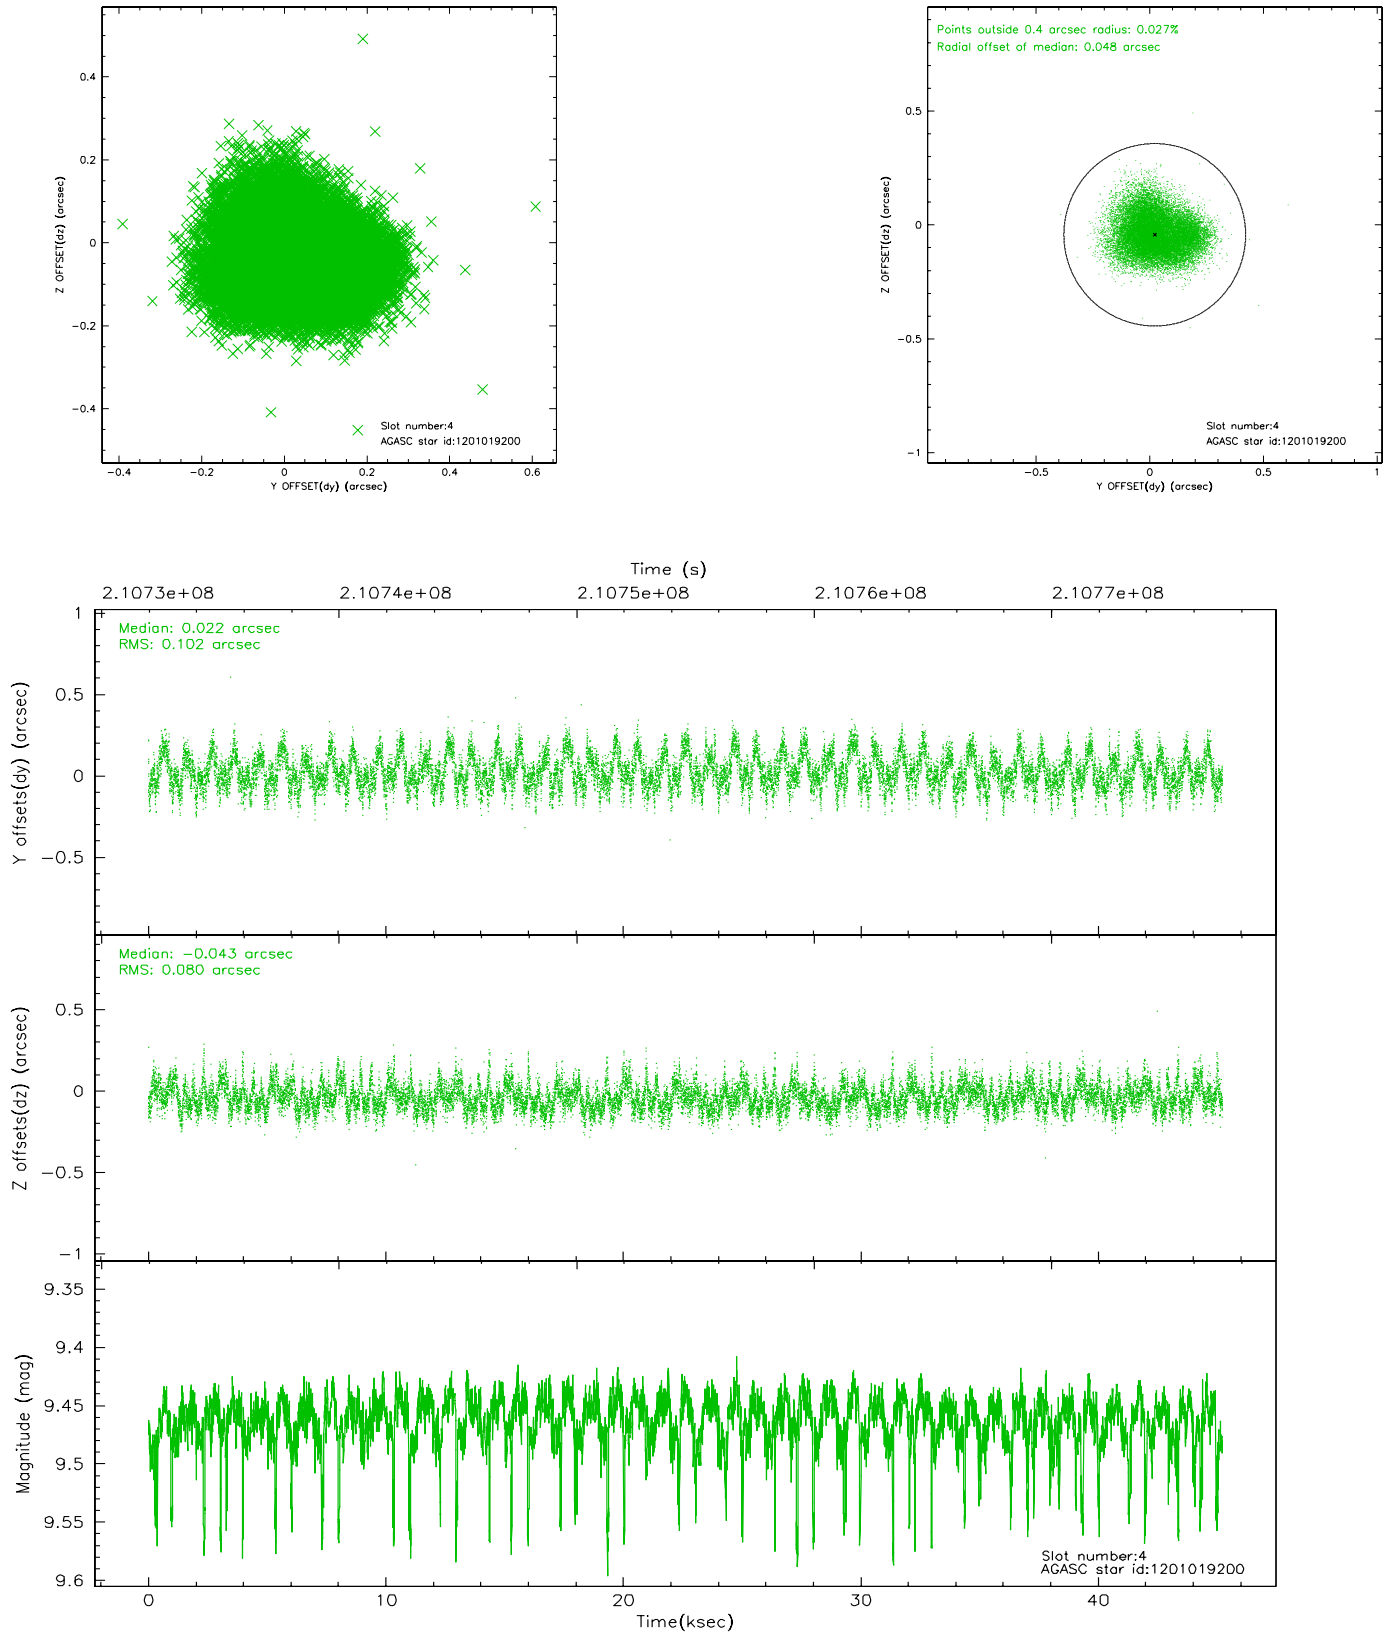 0.4
0.2
0
−0.2
−0.4
Z OFFSET(dz) (arcsec)
Slot number:4
AGASC star id:1201019200
−0.4 −0.2 0 0.2 0.4 0.6
Y OFFSET(dy) (arcsec)
Points outside 0.4 arcsec radius: 0.027%
Radial offset of median: 0.048 arcsec
0.5
0
−0.5
−1
Z OFFSET(dz) (arcsec)
Slot number:4
AGASC star id:1201019200
−0.5 0 0.5 1
Y OFFSET(dy) (arcsec)
Time (s)
2.1073e+08 2.1074e+08 2.1075e+08 2.1076e+08 2.1077e+08
Median: 0.022 arcsec
RMS: 0.102 arcsec
1
0.5
0
−0.5
Y offsets(dy) (arcsec)
Median: −0.043 arcsec
RMS: 0.080 arcsec
0.5
0
−0.5
−1
Z offsets(dz) (arcsec)
9.35
9.4
9.45
9.5
9.55
9.6
Magnitude (mag)
Slot number:4
AGASC star id:1201019200
0 10 20 30 40
Time(ksec)